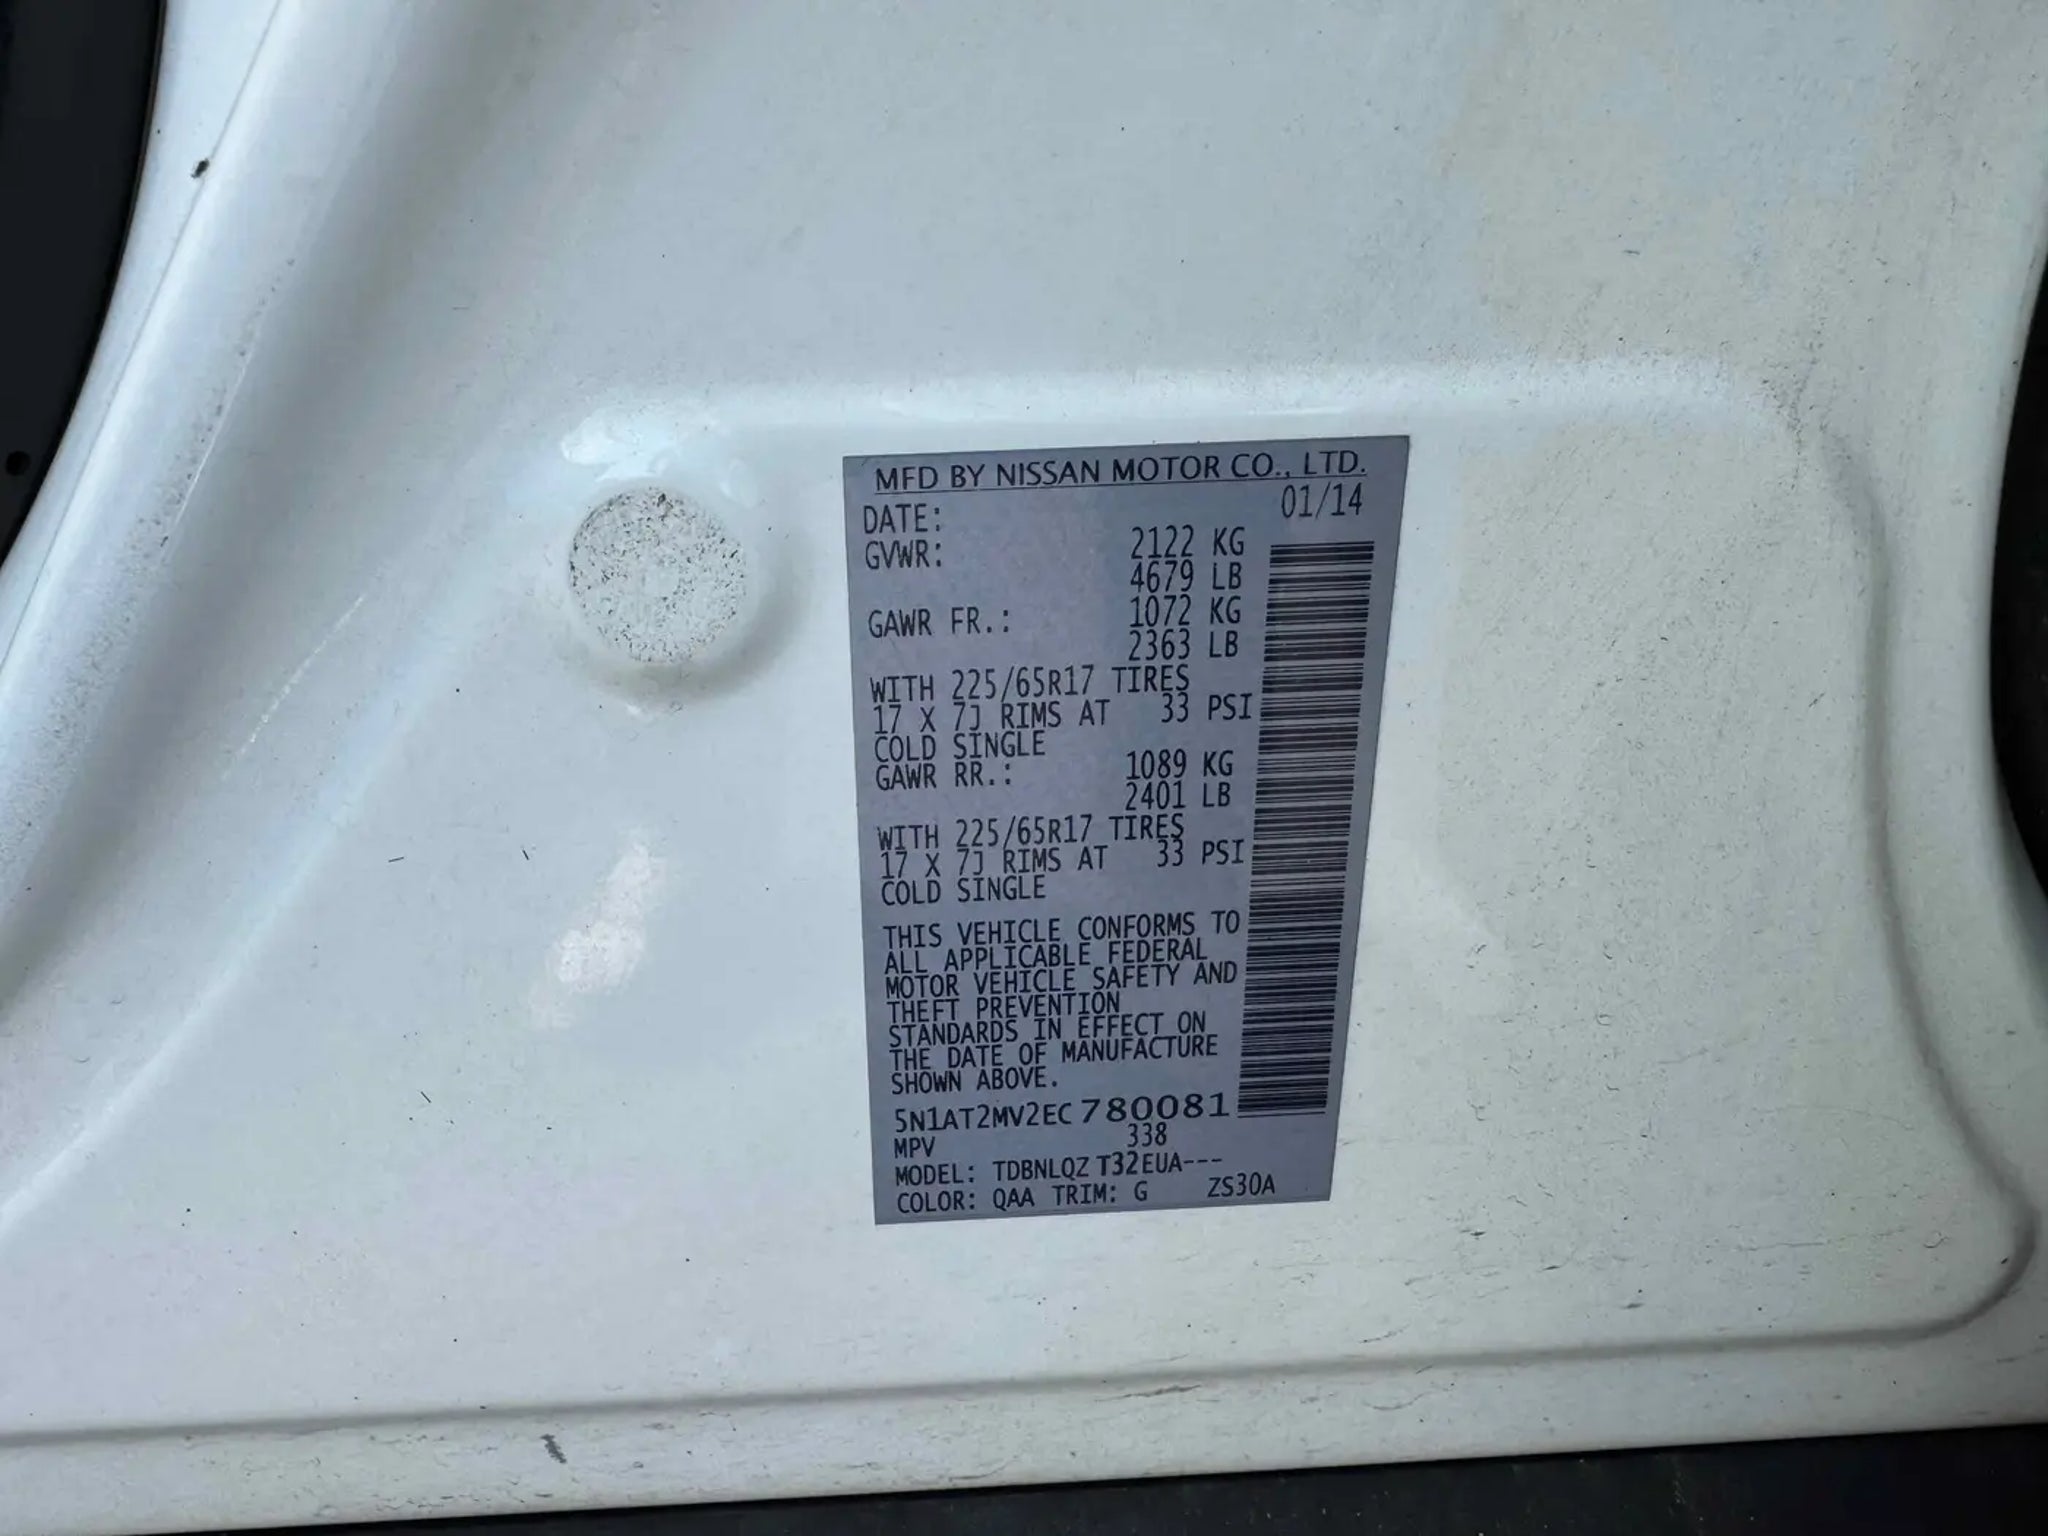 MFD BY NISSAN MOTOR CO., LTD.
DATE: 01/14
GVWR: 2122 KG
4679 LB
GAWR FR.: 1072 KG
2363 LB
WITH 225/65R17 TIRES
17 X 7J RIMS AT 33 PSI
COLD SINGLE
GAWR RR.: 1089 KG
2401 LB
WITH 225/65R17 TIRES
17 X 7J RIMS AT 33 PSI
COLD SINGLE
THIS VEHICLE CONFORMS TO
ALL APPLICABLE FEDERAL
MOTOR VEHICLE SAFETY AND
THEFT PREVENTION
STANDARDS IN EFFECT ON
THE DATE OF MANUFACTURE
SHOWN ABOVE.
5N1AT2MV2EC780081
MPV 338
MODEL: TDBNLQZ T32EUA---
COLOR: QAA TRIM: G ZS30A